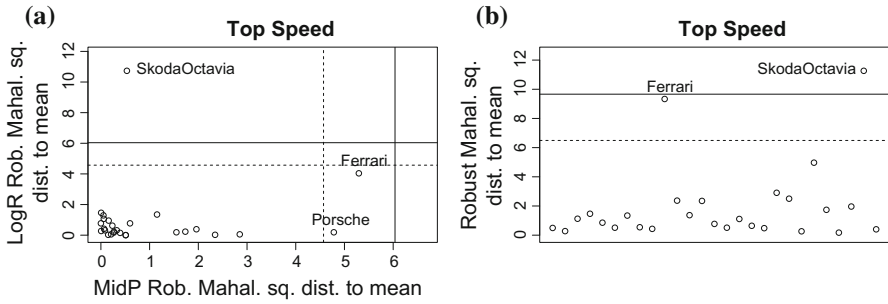 (a)
Top Speed
LogR Rob. Mahal. sq.
dist. to mean
12
10
8
6
4
2
0
SkodaOctavia
Ferrari
Porsche
0 1 2 3 4 5 6
MidP Rob. Mahal. sq. dist. to mean
(b)
Top Speed
Robust Mahal. sq.
dist. to mean
12
10
8
6
4
2
0
SkodaOctavia
Ferrari